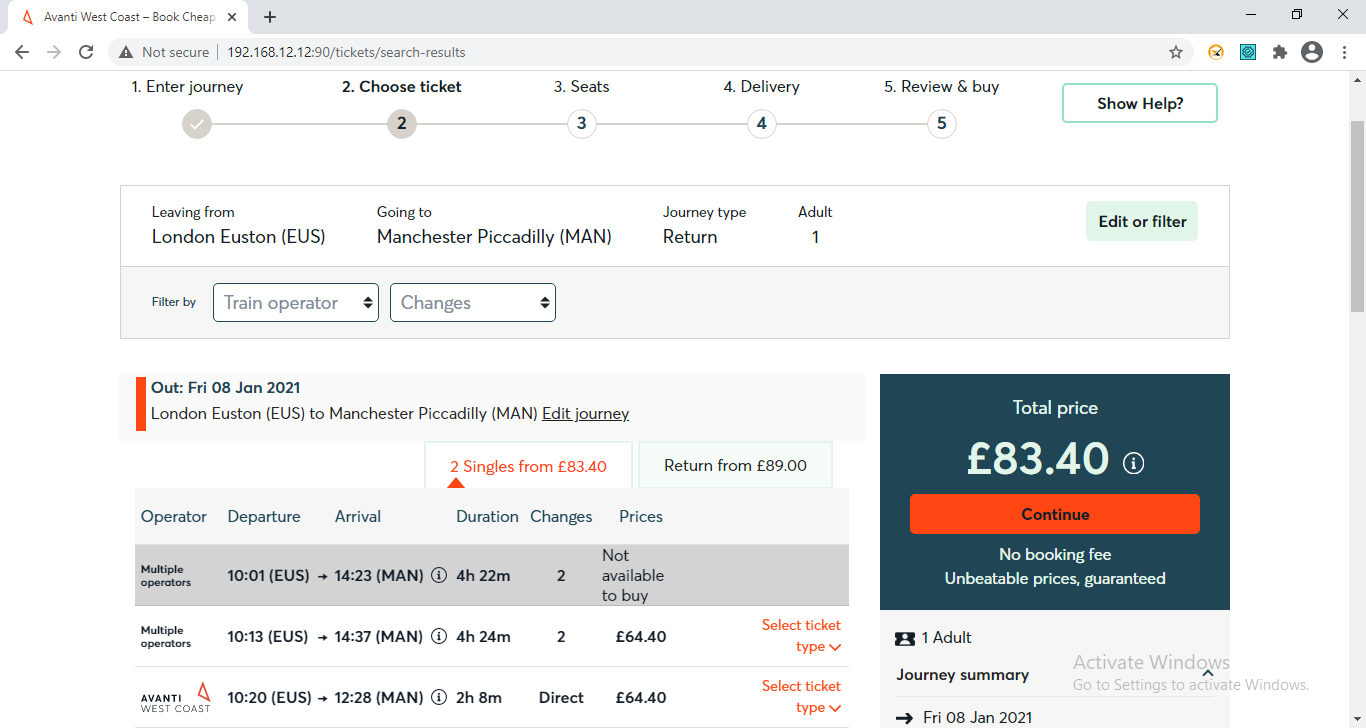 Avanti West Coast – Book Cheap
Not secure
192.168.12.12:90/tickets/search-results
1. Enter journey
2. Choose ticket
3. Seats
4. Delivery
5. Review & buy
2
3
4
5
Show Help?
Leaving from
London Euston (EUS)
Going to
Manchester Piccadilly (MAN)
Journey type
Return
Adult
1
Edit or filter
Filter by
Train operator
Changes
Out: Fri 08 Jan 2021
London Euston (EUS) to Manchester Piccadilly (MAN) Edit journey
2 Singles from £83.40
Return from £89.00
Operator Departure Arrival Duration Changes Prices
Multiple
operators
10:01 (EUS) → 14:23 (MAN) 4h 22m 2
Not
available
to buy
Multiple
operators
10:13 (EUS) → 14:37 (MAN) 4h 24m 2 £64.40
Select ticket
type
AVANTI
WEST COAST
10:20 (EUS) → 12:28 (MAN) 2h 8m Direct £64.40
Select ticket
type
Total price
£83.40
Continue
No booking fee
Unbeatable prices, guaranteed
1 Adult
Journey summary
→ Fri 08 Jan 2021
Activate Windows
Go to Settings to activate Windows.